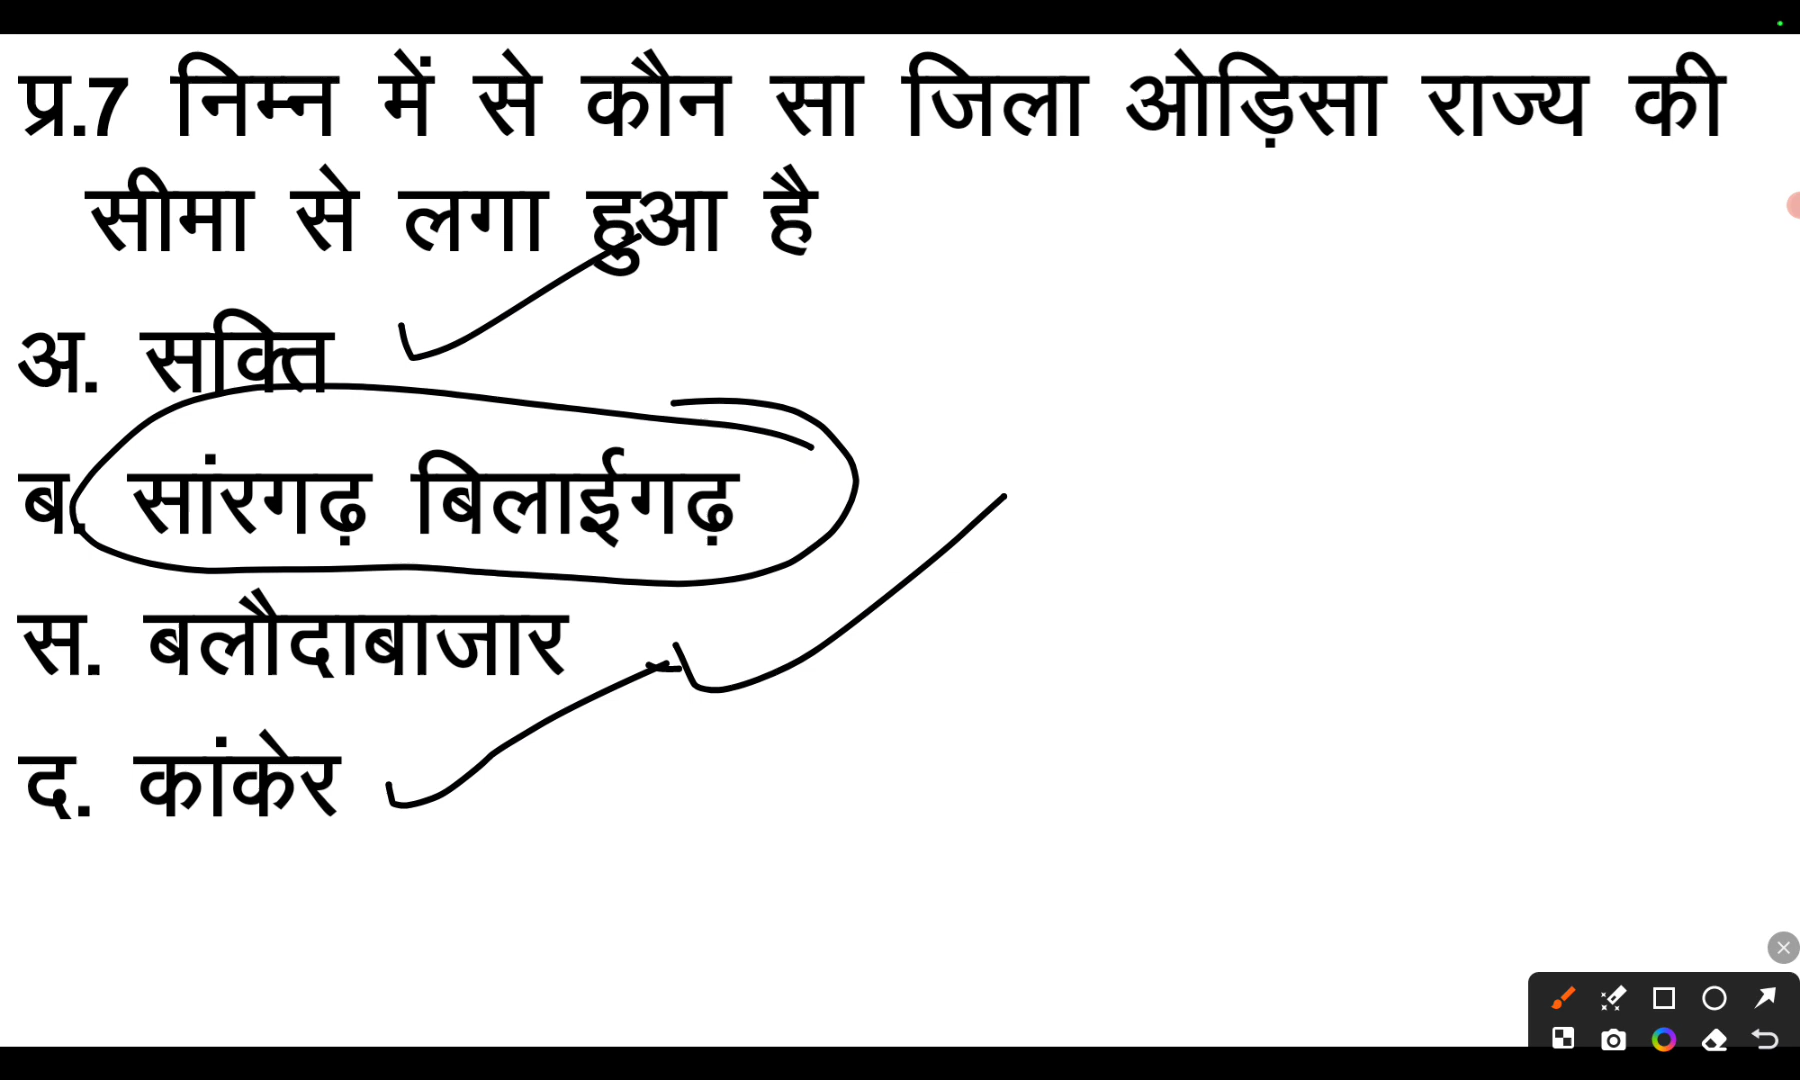 प्र.7 निम्न में से कौन सा जिला ओड़िसा राज्य की
सीमा से लगा हुआ है
अ. सक्ति
ब. सांरगढ़ बिलाईगढ़
स. बलौदाबाजार
द. कांकेर